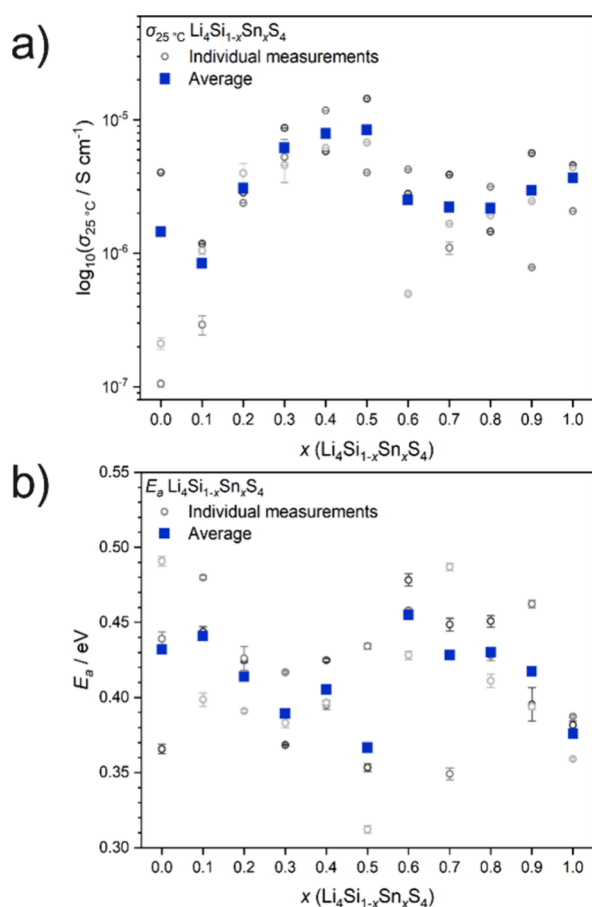 a)
σ25 °C Li4Si1-xSnxS4
Individual measurements
Average
log10(σ25 °C / S cm-1)
10-5
10-6
10-7
0.0 0.1 0.2 0.3 0.4 0.5 0.6 0.7 0.8 0.9 1.0
x (Li4Si1-xSnxS4)
b)
0.55
Ea Li4Si1-xSnxS4
Individual measurements
Average
0.50
0.45
Ea / eV
0.40
0.35
0.30
0.0 0.1 0.2 0.3 0.4 0.5 0.6 0.7 0.8 0.9 1.0
x (Li4Si1-xSnxS4)